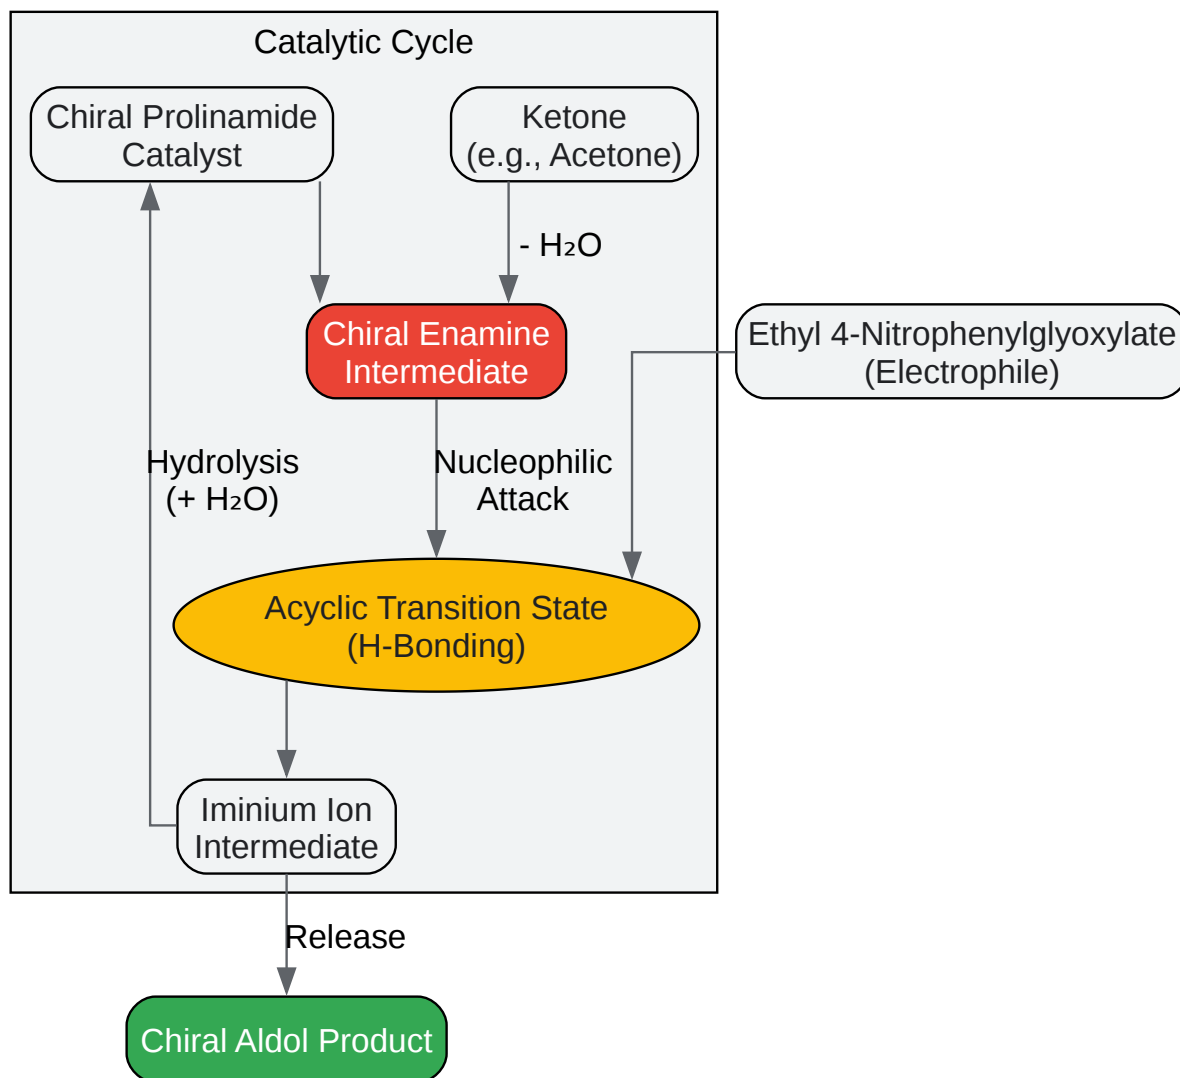 Catalytic Cycle
Chiral Prolinamide
Catalyst
Ketone
(e.g., Acetone)
- H₂O
Chiral Enamine
Intermediate
Ethyl 4-Nitrophenylglyoxylate
(Electrophile)
Hydrolysis
(+ H₂O)
Nucleophilic
Attack
Acyclic Transition State
(H-Bonding)
Iminium Ion
Intermediate
Release
Chiral Aldol Product